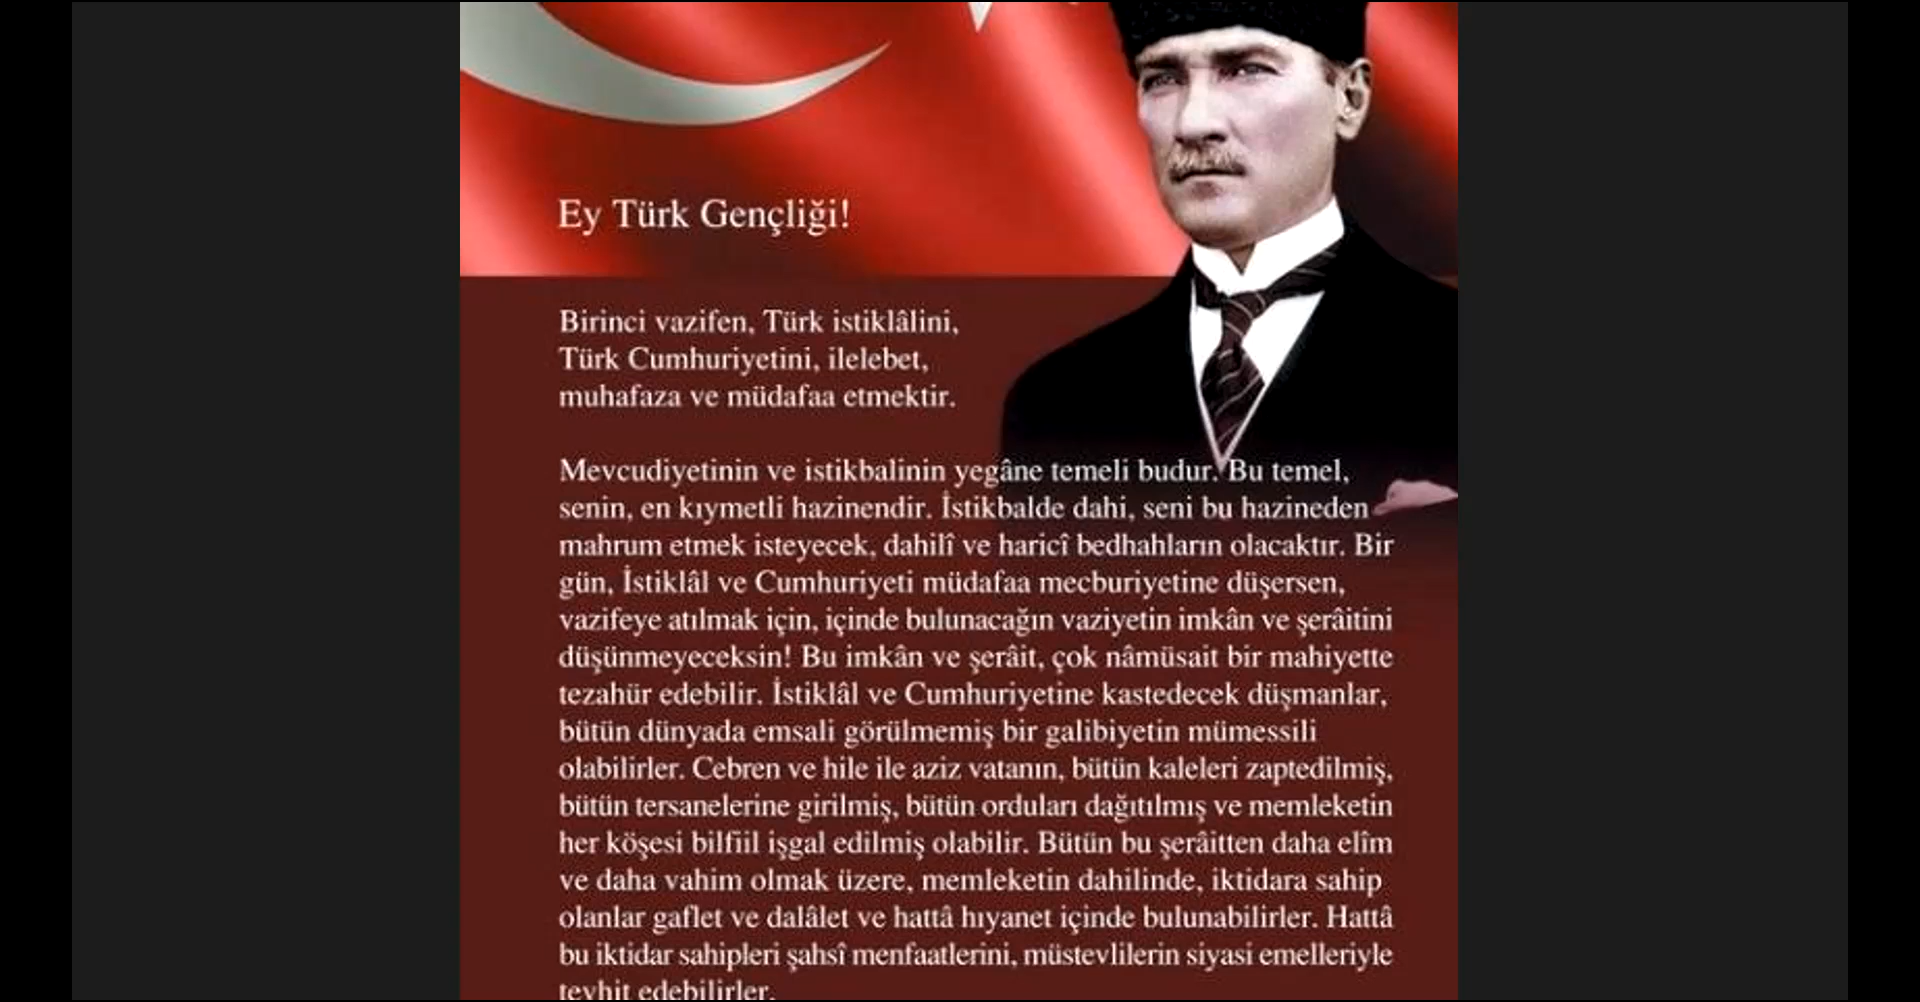 Ey Türk Gençliği!
Birinci vazifen, Türk istiklâlini,
Türk Cumhuriyetini, ilelebet,
muhafaza ve müdafaa etmektir.
Mevcudiyetinin ve istikbalinin yegâne temeli budur. Bu temel,
senin, en kıymetli hazinendir. İstikbalde dahi, seni bu hazineden
mahrum etmek isteyecek, dahilî ve haricî bedhahların olacaktır. Bir
gün, İstiklâl ve Cumhuriyeti müdafaa mecburiyetine düşersen,
vazifeye atılmak için, içinde bulunacağın vaziyetin imkân ve şerâitini
düşünmeyeceksin! Bu imkân ve şerâit, çok nâmüsait bir mahiyette
tezahür edebilir. İstiklâl ve Cumhuriyetine kastedecek düşmanlar,
bütün dünyada emsali görülmemiş bir galibiyetin mümessili
olabilirler. Cebren ve hile ile aziz vatanın, bütün kaleleri zaptedilmiş,
bütün tersanelerine girilmiş, bütün orduları dağıtılmış ve memleketin
her köşesi bilfiil işgal edilmiş olabilir. Bütün bu şerâitten daha elîm
ve daha vahim olmak üzere, memleketin dahilinde, iktidara sahip
olanlar gaflet ve dalâlet ve hattâ hıyanet içinde bulunabilirler. Hattâ
bu iktidar sahipleri şahsî menfaatlerini, müstevlilerin siyasi emelleriyle
tevhit edebilirler.